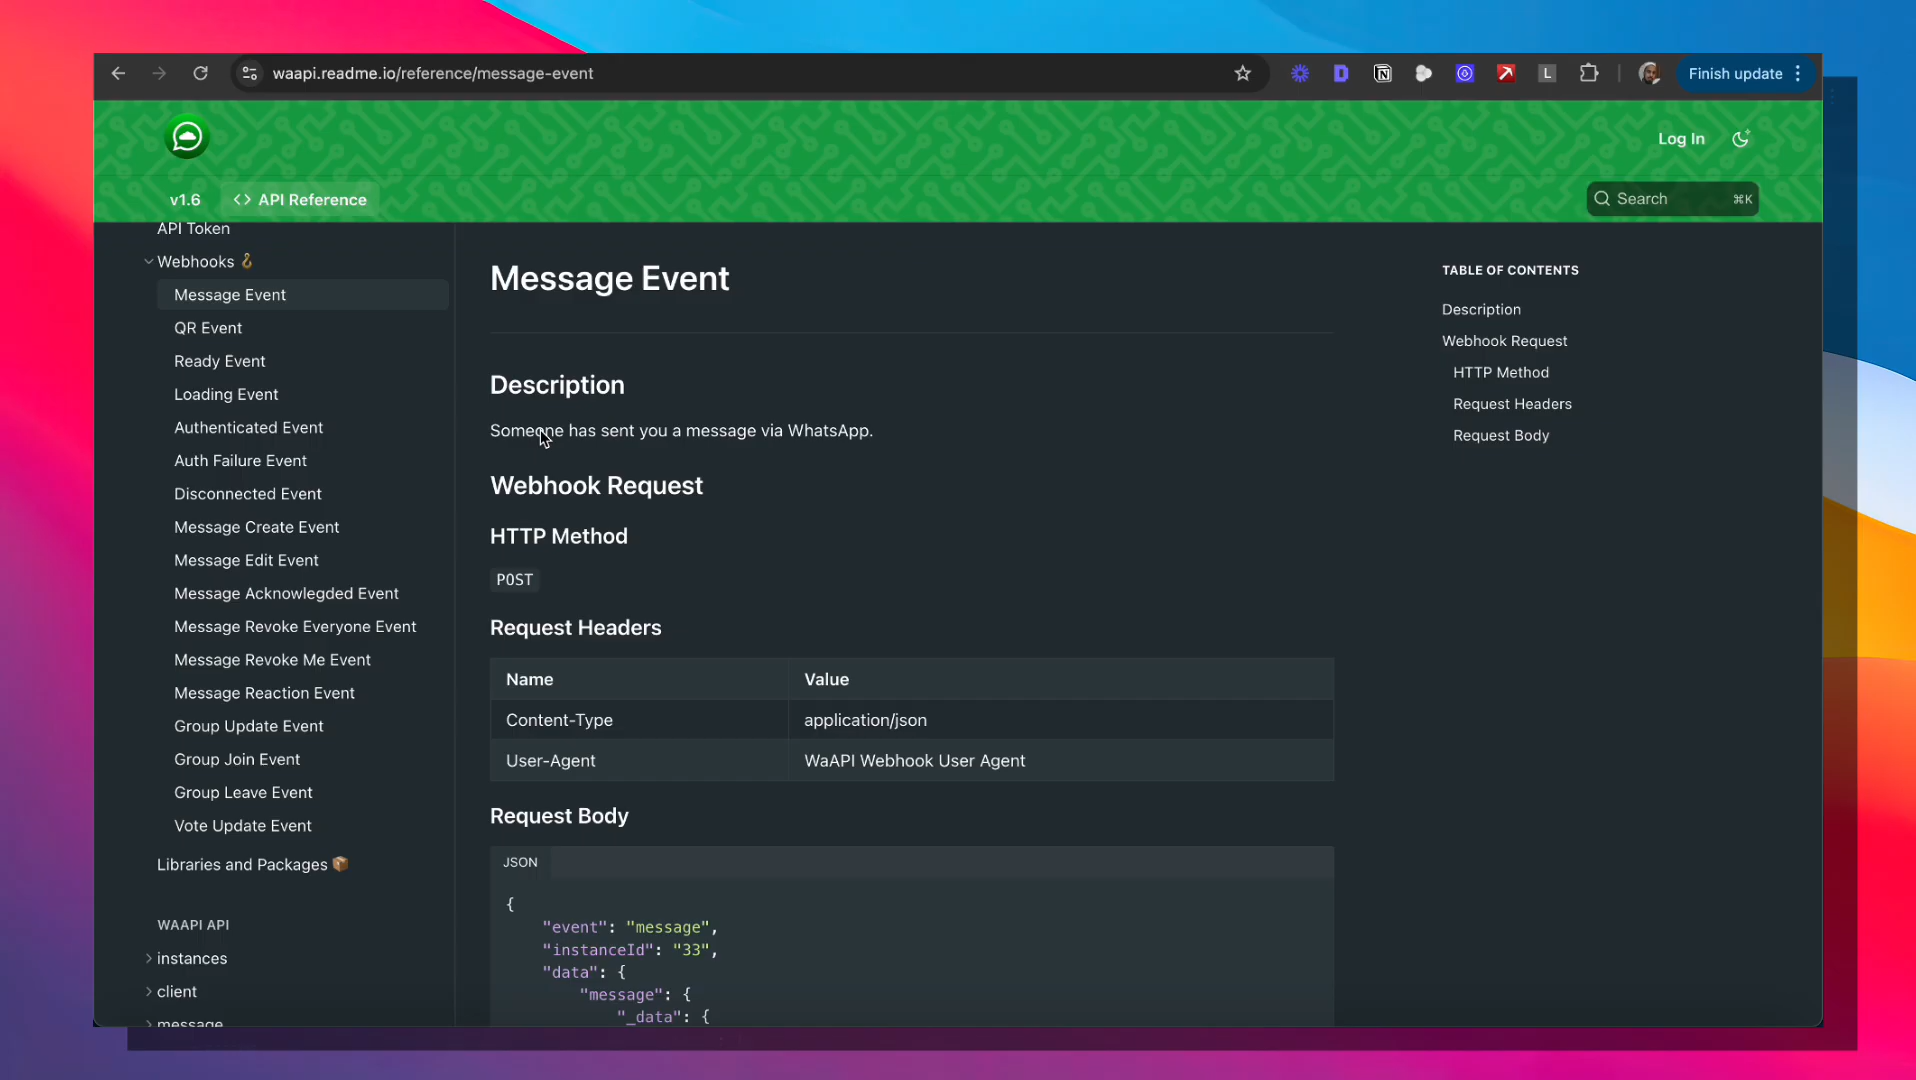 waapi.readme.io/reference/message-event
D
L
Finish update
Log In
v1.6
<> API Reference
Search ⌘K
API Token
Webhooks 🪝
Message Event
QR Event
Ready Event
Loading Event
Authenticated Event
Auth Failure Event
Disconnected Event
Message Create Event
Message Edit Event
Message Acknowlegded Event
Message Revoke Everyone Event
Message Revoke Me Event
Message Reaction Event
Group Update Event
Group Join Event
Group Leave Event
Vote Update Event
Libraries and Packages 📦
WAAPI API
instances
client
message
Message Event
Description
Someone has sent you a message via WhatsApp.
Webhook Request
HTTP Method
POST
Request Headers
Name Value
Content-Type application/json
User-Agent WaAPI Webhook User Agent
Request Body
JSON
{
"event": "message",
"instanceId": "33",
"data": {
"message": {
"_data": {
TABLE OF CONTENTS
Description
Webhook Request
HTTP Method
Request Headers
Request Body